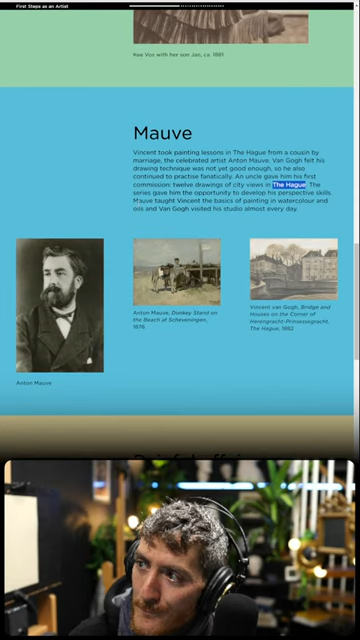 First Steps as an Artist
Kee Vos with her son Jan, ca. 1881
Mauve
Vincent took painting lessons in The Hague from a cousin by
marriage, the celebrated artist Anton Mauve. Van Gogh felt his
drawing technique was not yet good enough, so he also
continued to practise fanatically. An uncle gave him his first
commission: twelve drawings of city views in The Hague. The
series gave him the opportunity to develop his perspective skills.
Mauve taught Vincent the basics of painting in watercolour and
oils and Van Gogh visited his studio almost every day.
Anton Mauve, Donkey Stand on
the Beach at Scheveningen,
1876
Vincent van Gogh, Bridge and
Houses on the Corner of
Herengracht-Prinsessegracht,
The Hague, 1882
Anton Mauve